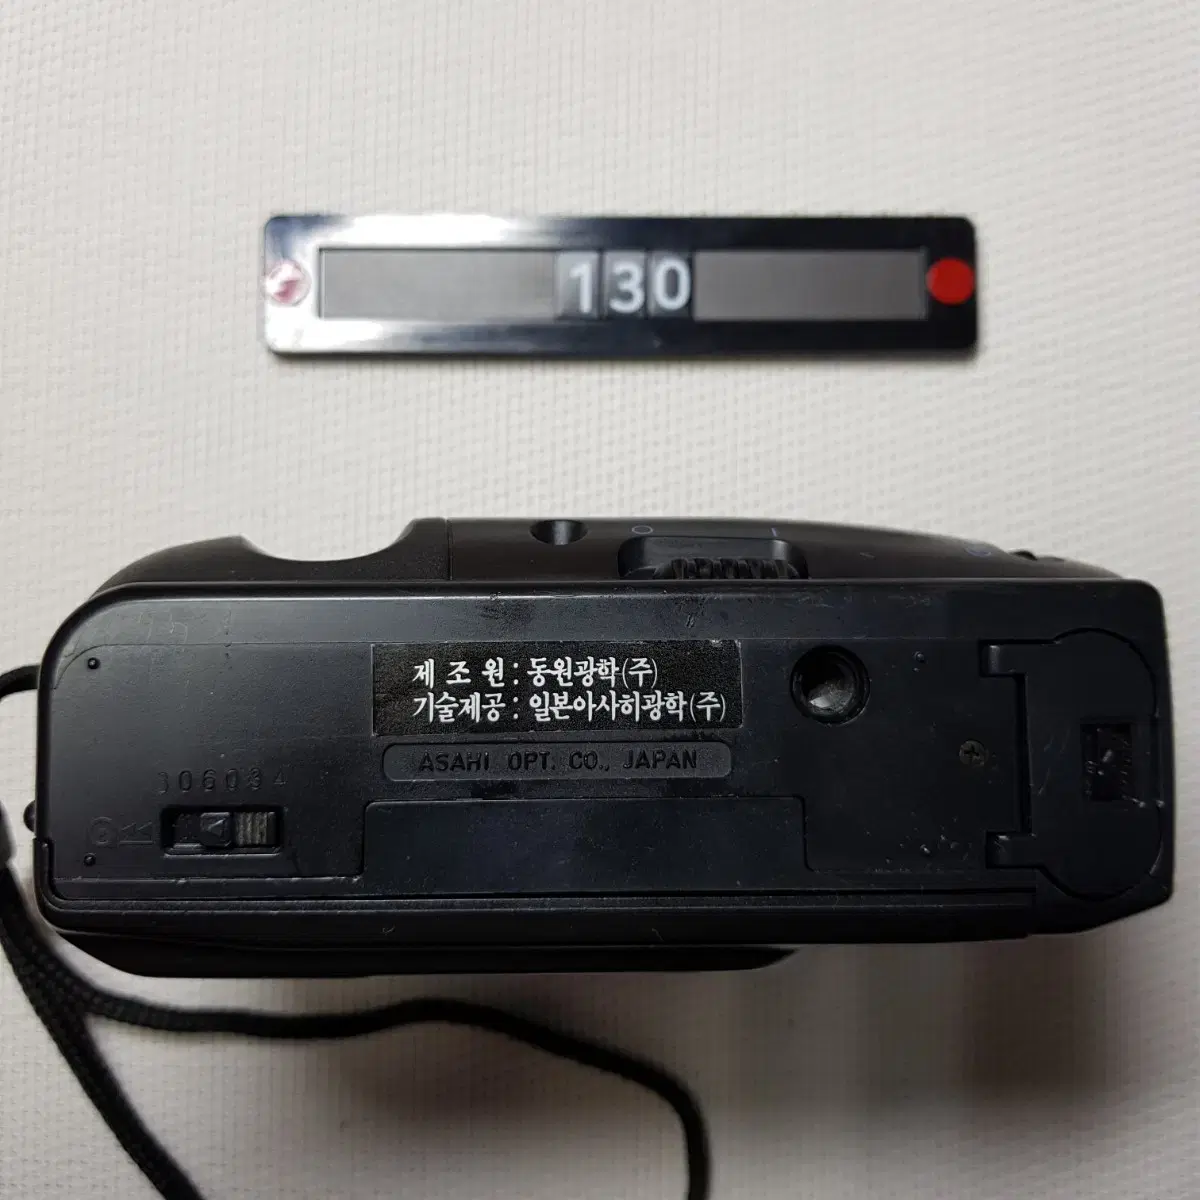 130
제 조 원 : 동원광학(주)
기술제공 : 일본아사히광학(주)
ASAHI OPT. CO., JAPAN